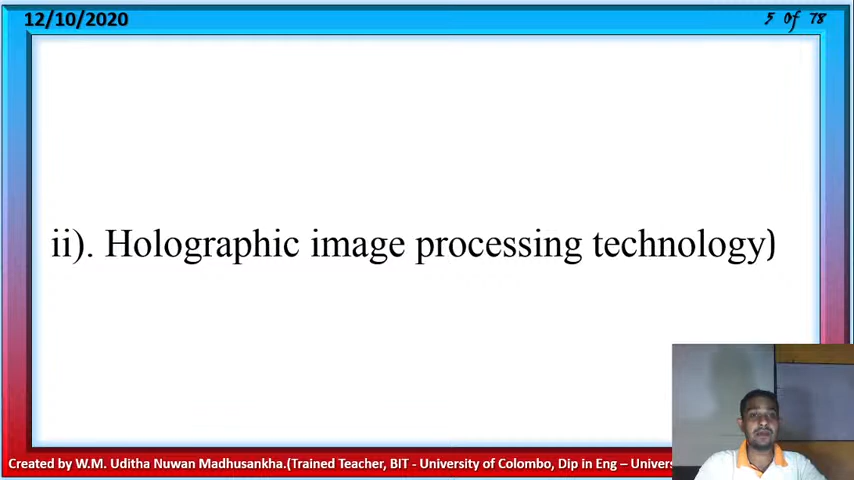 12/10/2020
5 of 78
ii). Holographic image processing technology)
Created by W.M. Uditha Nuwan Madhusankha.(Trained Teacher, BIT - University of Colombo, Dip in Eng – Univers